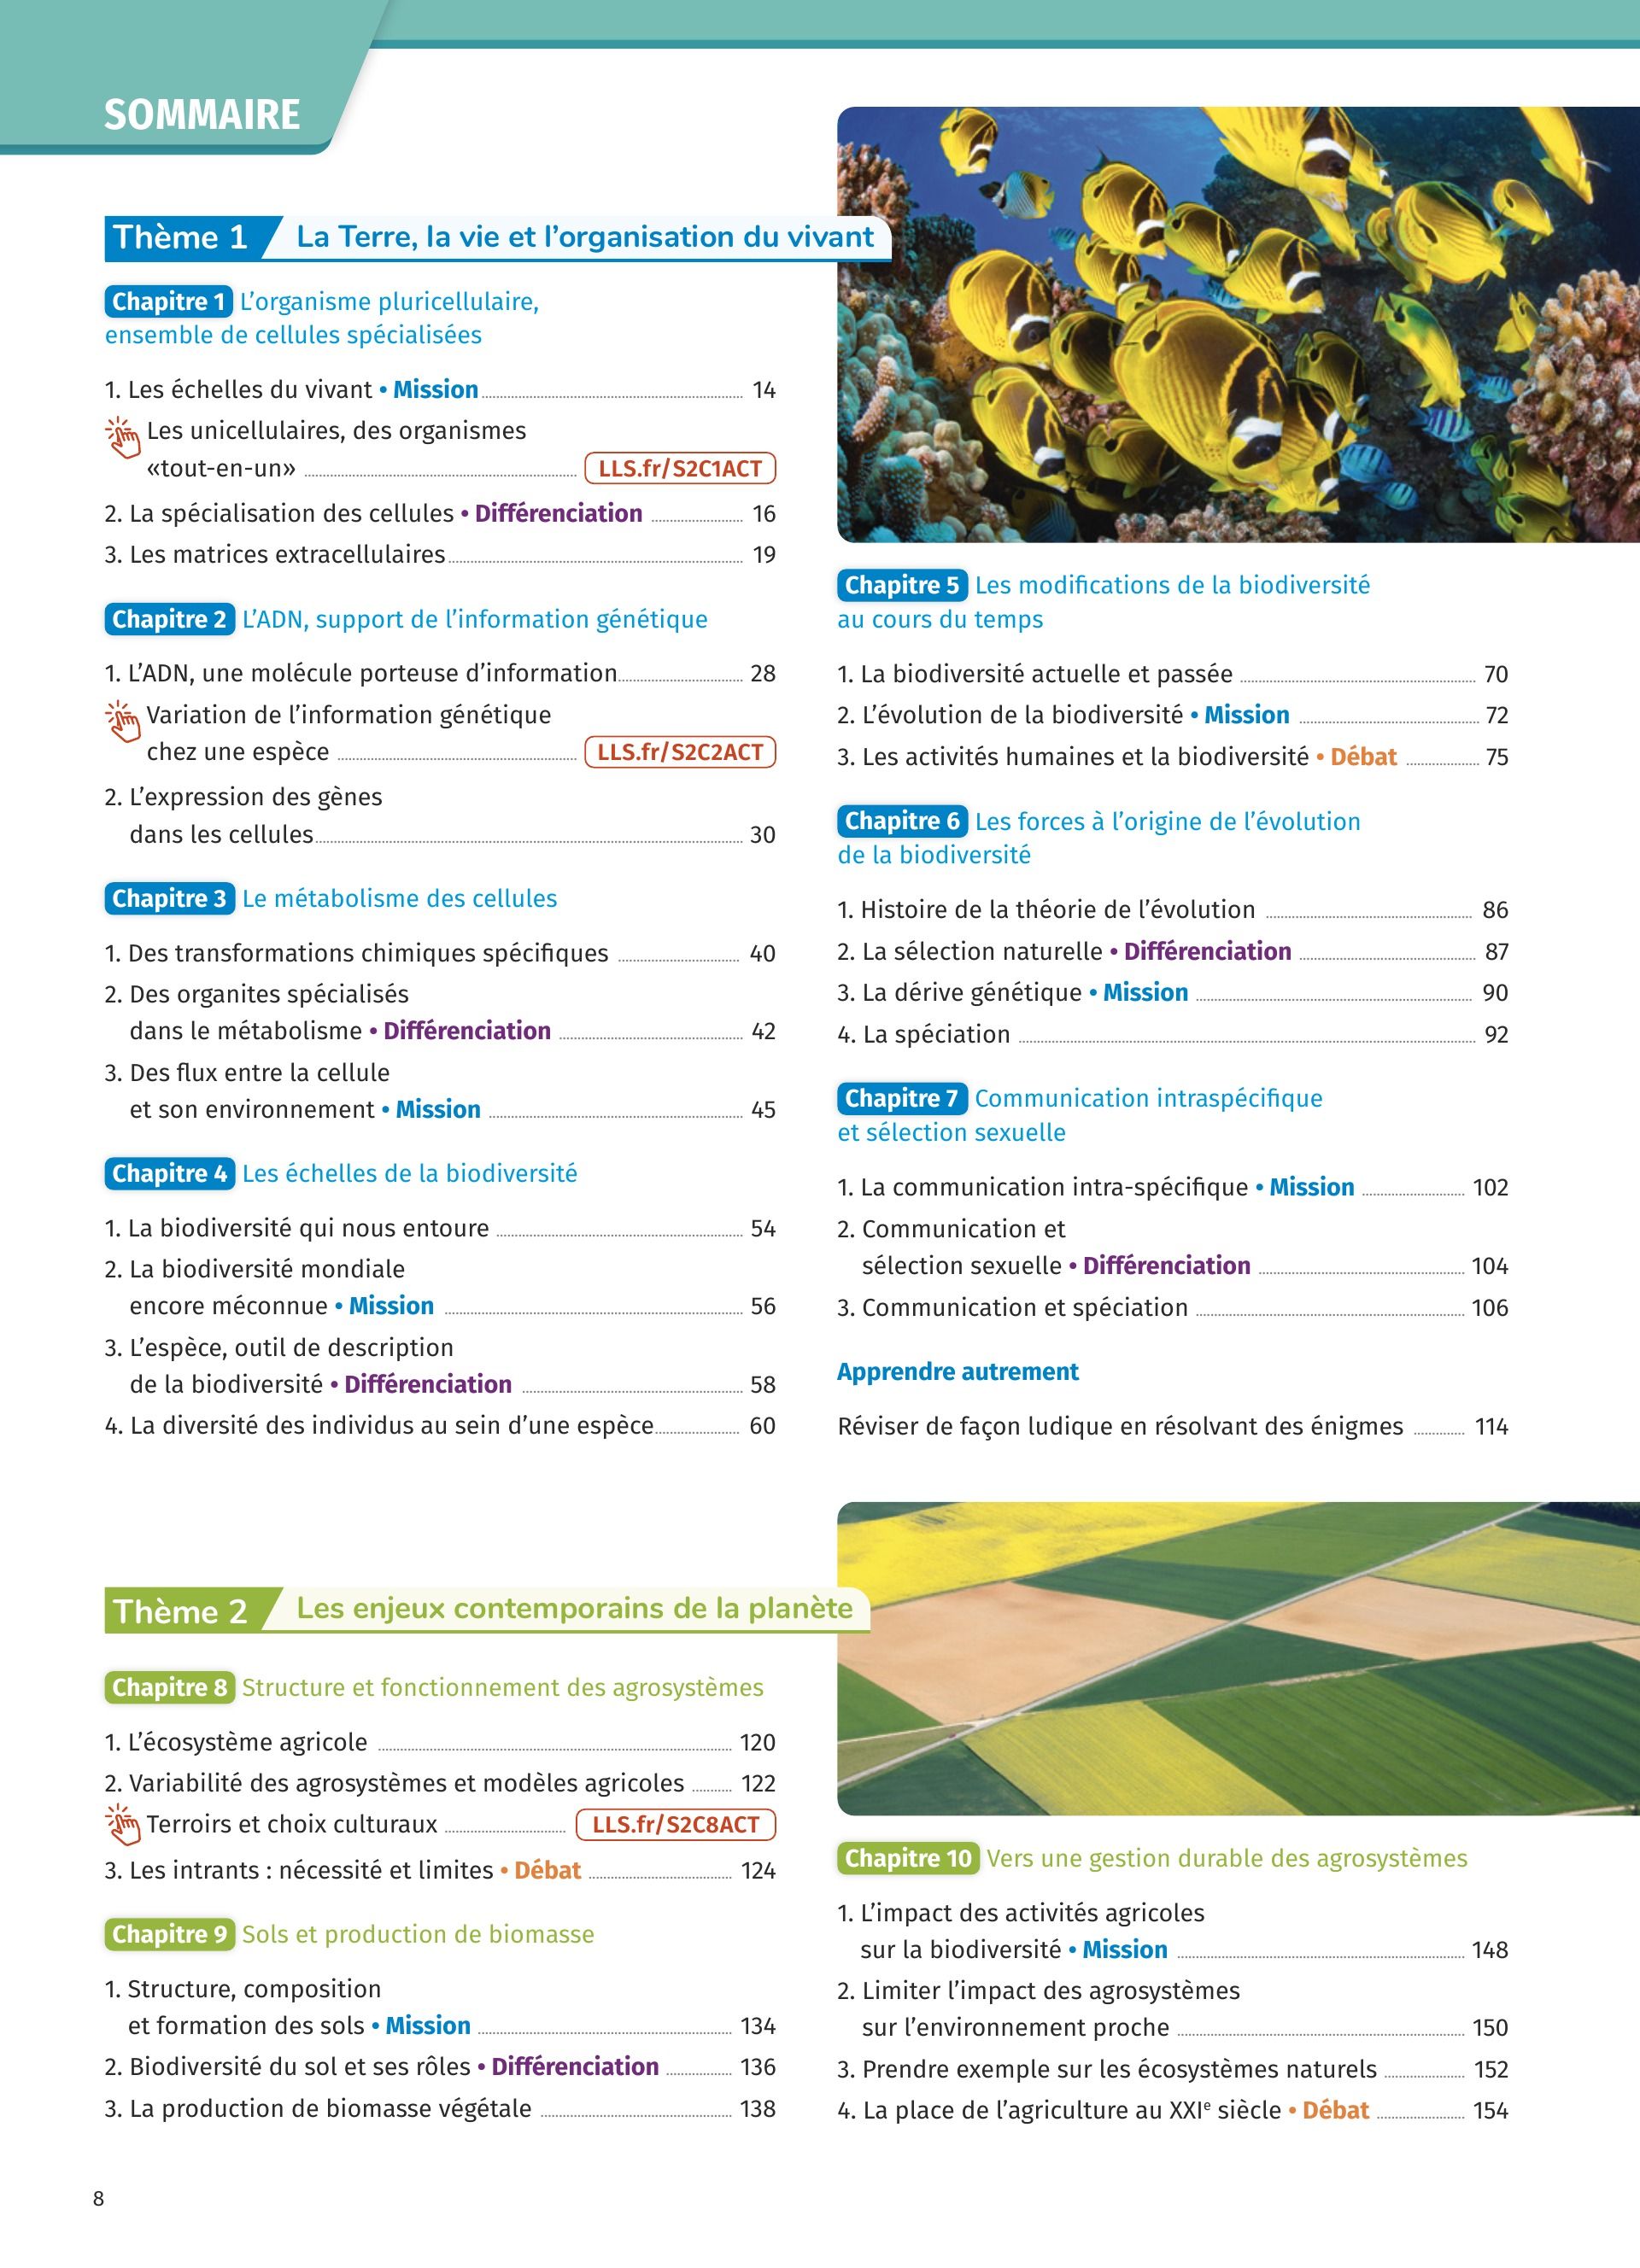 SOMMAIRE
Thème 1 La Terre, la vie et l’organisation du vivant
Chapitre 1 L’organisme pluricellulaire,
ensemble de cellules spécialisées
1. Les échelles du vivant • Mission 14
Les unicellulaires, des organismes
«tout-en-un» LLS.fr/S2C1ACT
2. La spécialisation des cellules • Différenciation 16
3. Les matrices extracellulaires 19
Chapitre 2 L’ADN, support de l’information génétique
1. L’ADN, une molécule porteuse d’information 28
Variation de l’information génétique
chez une espèce LLS.fr/S2C2ACT
2. L’expression des gènes
dans les cellules 30
Chapitre 3 Le métabolisme des cellules
1. Des transformations chimiques spécifiques 40
2. Des organites spécialisés
dans le métabolisme • Différenciation 42
3. Des flux entre la cellule
et son environnement • Mission 45
Chapitre 4 Les échelles de la biodiversité
1. La biodiversité qui nous entoure 54
2. La biodiversité mondiale
encore méconnue • Mission 56
3. L’espèce, outil de description
de la biodiversité • Différenciation 58
4. La diversité des individus au sein d’une espèce 60
Chapitre 5 Les modifications de la biodiversité
au cours du temps
1. La biodiversité actuelle et passée 70
2. L’évolution de la biodiversité • Mission 72
3. Les activités humaines et la biodiversité • Débat 75
Chapitre 6 Les forces à l’origine de l’évolution
de la biodiversité
1. Histoire de la théorie de l’évolution 86
2. La sélection naturelle • Différenciation 87
3. La dérive génétique • Mission 90
4. La spéciation 92
Chapitre 7 Communication intraspécifique
et sélection sexuelle
1. La communication intra-spécifique • Mission 102
2. Communication et
sélection sexuelle • Différenciation 104
3. Communication et spéciation 106
Apprendre autrement
Réviser de façon ludique en résolvant des énigmes 114
Thème 2 Les enjeux contemporains de la planète
Chapitre 8 Structure et fonctionnement des agrosystèmes
1. L’écosystème agricole 120
2. Variabilité des agrosystèmes et modèles agricoles 122
Terroirs et choix culturaux LLS.fr/S2C8ACT
3. Les intrants : nécessité et limites • Débat 124
Chapitre 9 Sols et production de biomasse
1. Structure, composition
et formation des sols • Mission 134
2. Biodiversité du sol et ses rôles • Différenciation 136
3. La production de biomasse végétale 138
Chapitre 10 Vers une gestion durable des agrosystèmes
1. L’impact des activités agricoles
sur la biodiversité • Mission 148
2. Limiter l’impact des agrosystèmes
sur l’environnement proche 150
3. Prendre exemple sur les écosystèmes naturels 152
4. La place de l’agriculture au XXIᵉ siècle • Débat 154
8